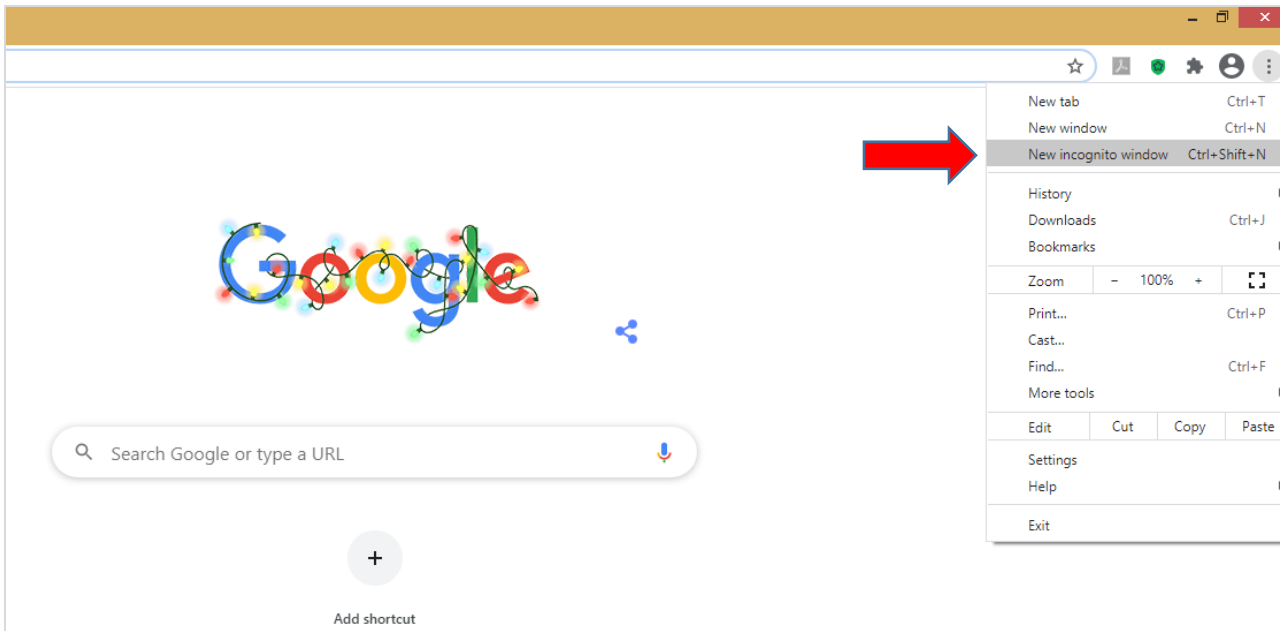 New tab Ctrl+T
New window Ctrl+N
New incognito window Ctrl+Shift+N
History
Downloads Ctrl+J
Bookmarks
Zoom - 100% +
Print... Ctrl+P
Cast...
Find... Ctrl+F
More tools
Edit Cut Copy Paste
Settings
Help
Exit
Google
Search Google or type a URL
Add shortcut